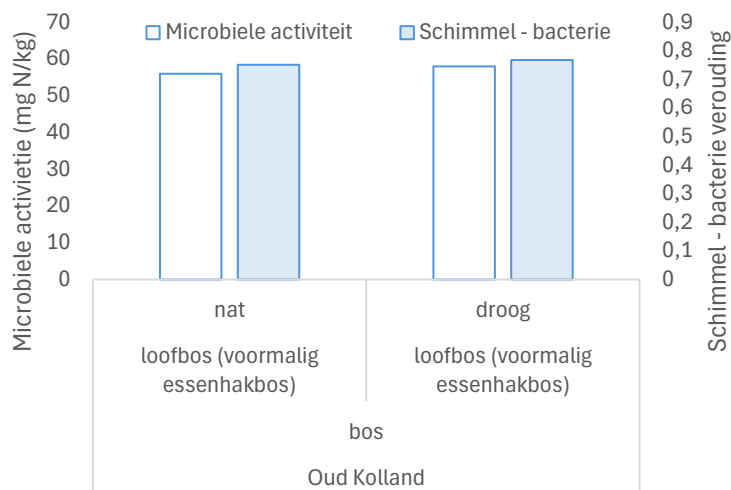 Microbiele activiteit
Schimmel - bacterie
Microbiele activietie (mg N/kg)
70
60
50
40
30
20
10
0
0,9
0,8
0,7
0,6
0,5
0,4
0,3
0,2
0,1
0
Schimmel - bacterie verouding
nat
droog
loofbos (voormalig
essenhakbos)
loofbos (voormalig
essenhakbos)
bos
Oud Kolland